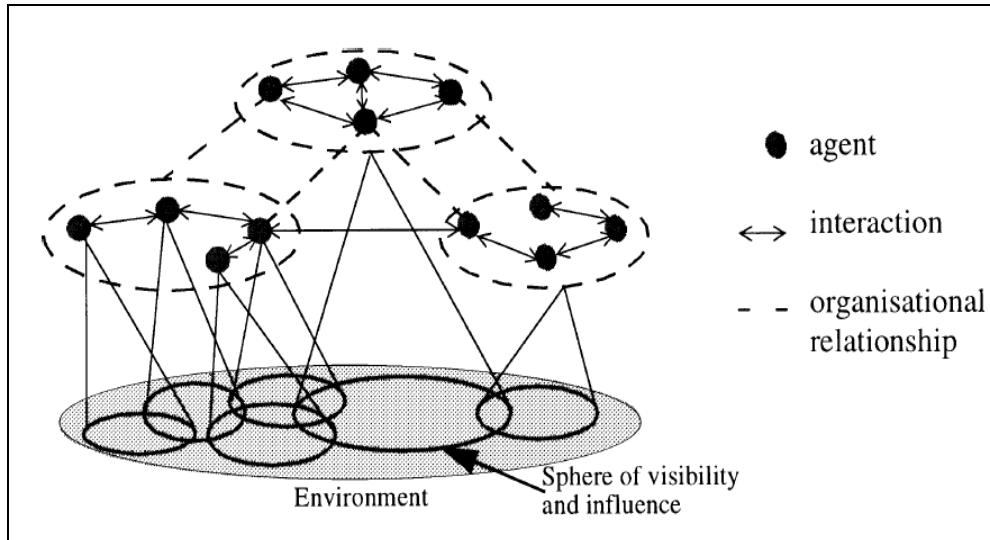 agent
interaction
organisational
relationship
Sphere of visibility
and influence
Environment